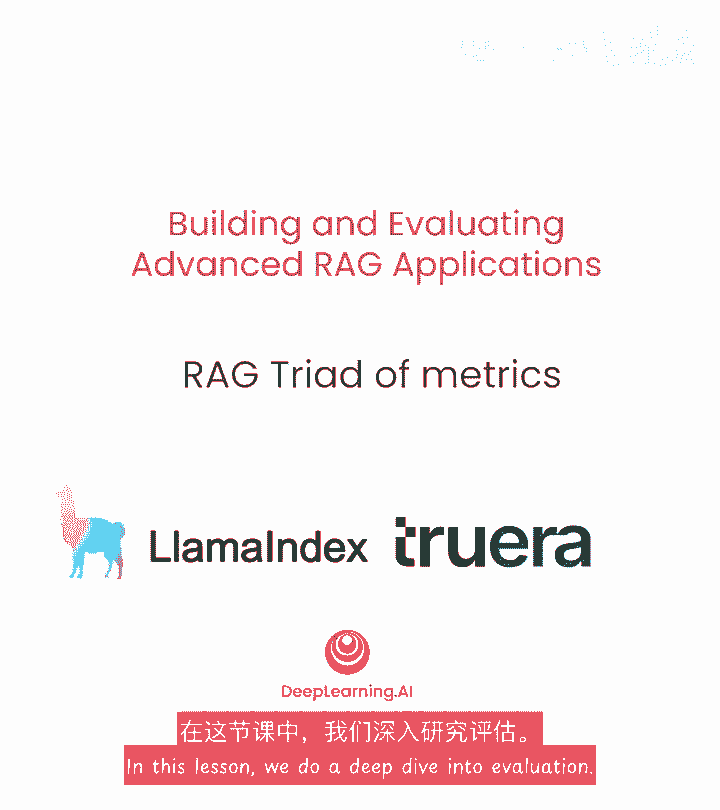 Building and Evaluating
Advanced RAG Applications
RAG Triad of metrics
LlamaIndex truera
DeepLearning.AI
在这节课中，我们深入研究评估。
In this lesson, we do a deep dive into evaluation.